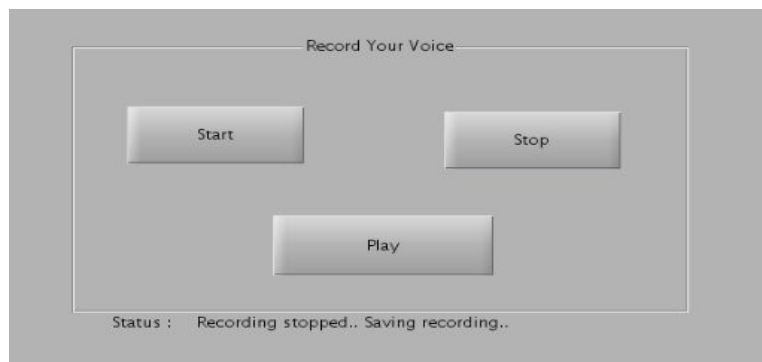 Record Your Voice
Start
Stop
Play
Status : Recording stopped.. Saving recording..